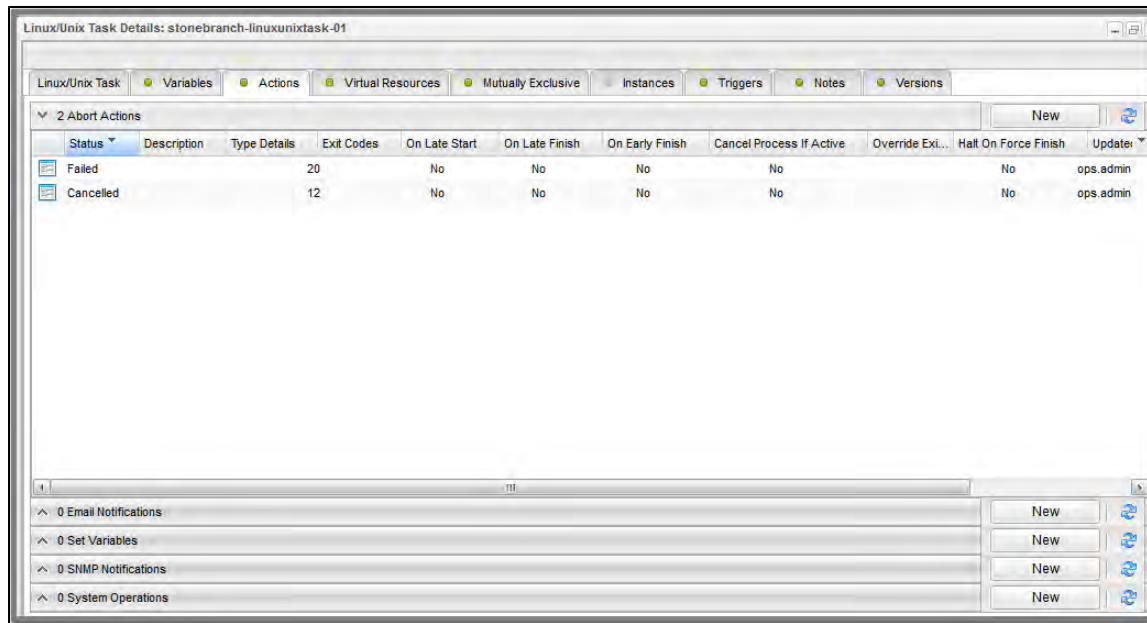 Linux/Unix Task Details: stonebranch-linuxunixtask-01
Linux/Unix Task Variables Actions Virtual Resources Mutually Exclusive Instances Triggers Notes Versions
2 Abort Actions New
Status Description Type Details Exit Codes On Late Start On Late Finish On Early Finish Cancel Process If Active Override Exi... Halt On Force Finish Update
Failed 20 No No No No No ops.admin
Cancelled 12 No No No No No ops.admin
0 Email Notifications New
0 Set Variables New
0 SNMP Notifications New
0 System Operations New